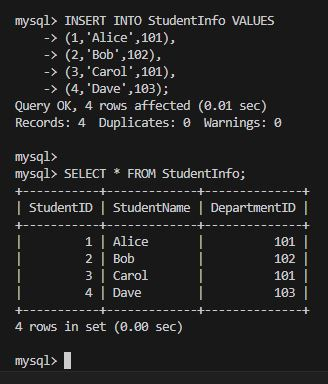 mysql> INSERT INTO StudentInfo VALUES
    -> (1,'Alice',101),
    -> (2,'Bob',102),
    -> (3,'Carol',101),
    -> (4,'Dave',103);
Query OK, 4 rows affected (0.01 sec)
Records: 4  Duplicates: 0  Warnings: 0

mysql>
mysql> SELECT * FROM StudentInfo;
+-----------+-------------+--------------+
| StudentID | StudentName | DepartmentID |
+-----------+-------------+--------------+
|         1 | Alice       |          101 |
|         2 | Bob         |          102 |
|         3 | Carol       |          101 |
|         4 | Dave        |          103 |
+-----------+-------------+--------------+
4 rows in set (0.00 sec)

mysql>